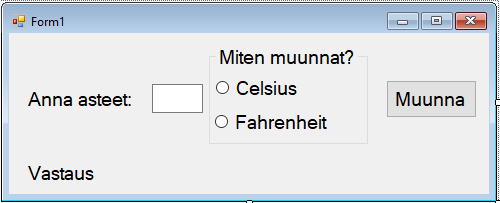 Form1
Miten muunnat?
Anna asteet:
Celsius
Fahrenheit
Muunna
Vastaus